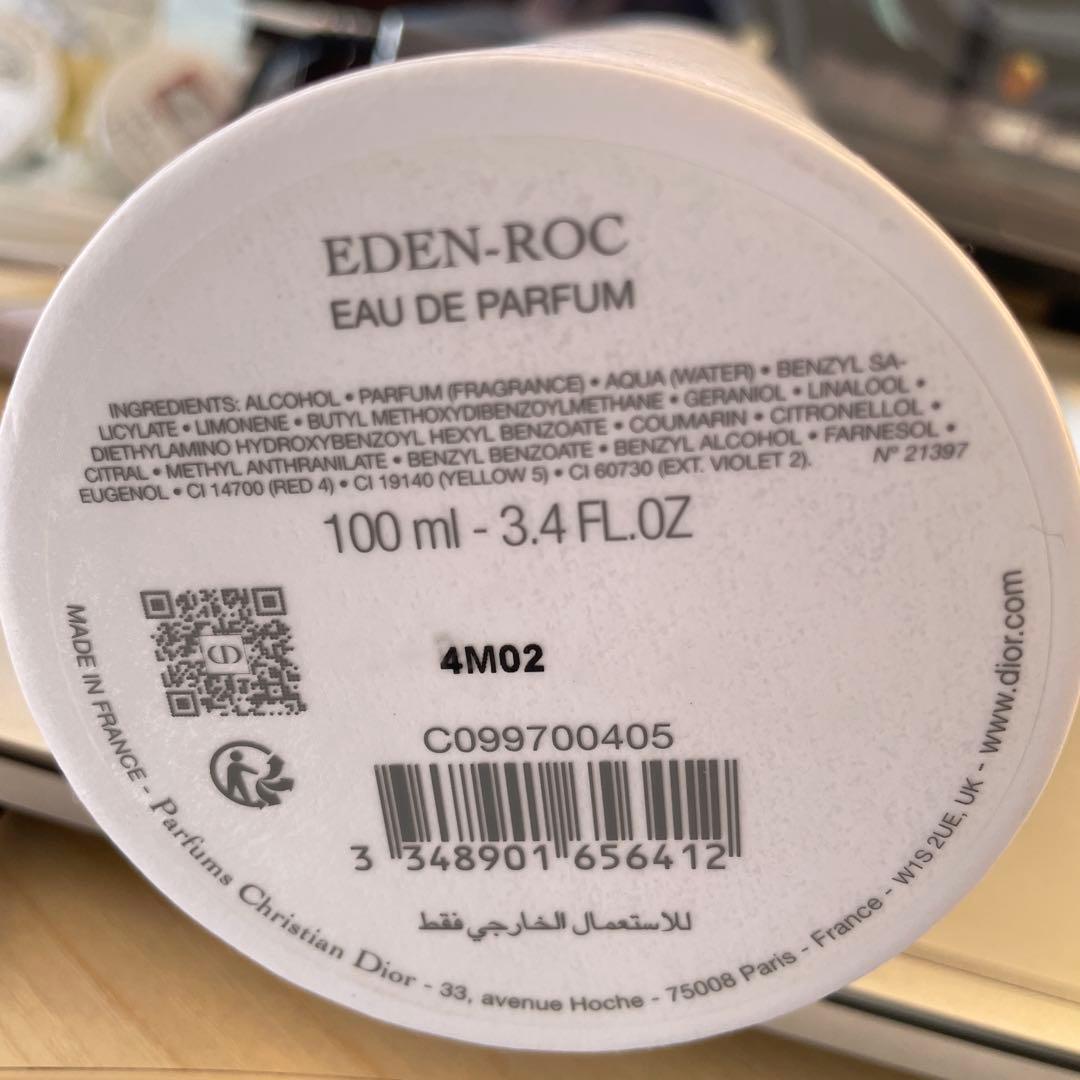 EDEN-ROC
EAU DE PARFUM
INGREDIENTS: ALCOHOL • PARFUM (FRAGRANCE) • AQUA (WATER) • BENZYL SA-
LICYLATE • LIMONENE • BUTYL METHOXYDIBENZOYLMETHANE • GERANIOL • LINALOOL •
DIETHYLAMINO HYDROXYBENZOYL HEXYL BENZOATE • COUMARIN • CITRONELLOL •
CITRAL • METHYL ANTHRANILATE • BENZYL BENZOATE • BENZYL ALCOHOL • FARNESOL •
EUGENOL • CI 14700 (RED 4) • CI 19140 (YELLOW 5) • CI 60730 (EXT. VIOLET 2). N° 21397
100 ml - 3.4 FL.OZ
4M02
C099700405
3 348901 656412
للاستعمال الخارجي فقط
MADE IN FRANCE - Parfums Christian Dior - 33, avenue Hoche - 75008 Paris - France - W1S 2UE, UK - www.dior.com